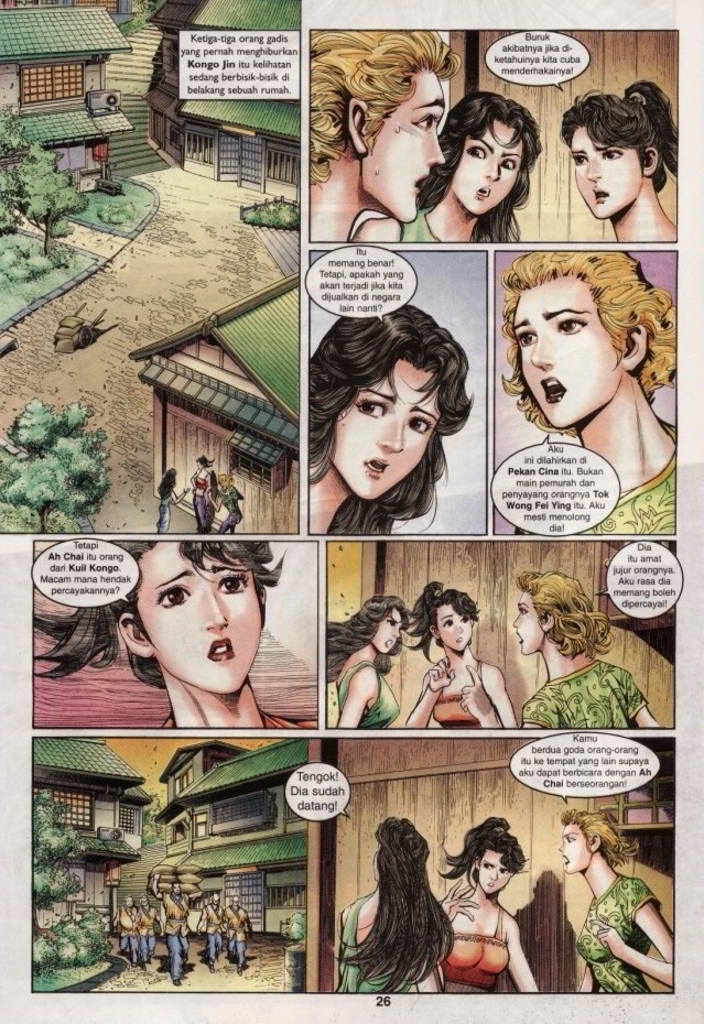 Ketiga-tiga orang gadis
yang pernah menghiburkan
Kongo Jin itu kelihatan
sedang berbisik-bisik di
belakang sebuah rumah.
Buruk
akibatnya jika di-
ketahuinya kita cuba
menderhakainya!
Itu
memang benar!
Tetapi, apakah yang
akan terjadi jika kita
dijualkan di negara
lain nanti?
Aku
ini dilahirkan di
Pekan Cina itu. Bukan
main pemurah dan
penyayang orangnya Tok
Wong Fei Ying itu. Aku
mesti menolong
dia!
Tetapi
Ah Chai itu orang
dari Kuil Kongo.
Macam mana hendak
percayakannya?
Dia
itu amat
jujur orangnya.
Aku rasa dia
memang boleh
dipercayai!
Tengok!
Dia sudah
datang!
Kamu
berdua goda orang-orang
itu ke tempat yang lain supaya
aku dapat berbicara dengan Ah
Chai berseorangan!
26